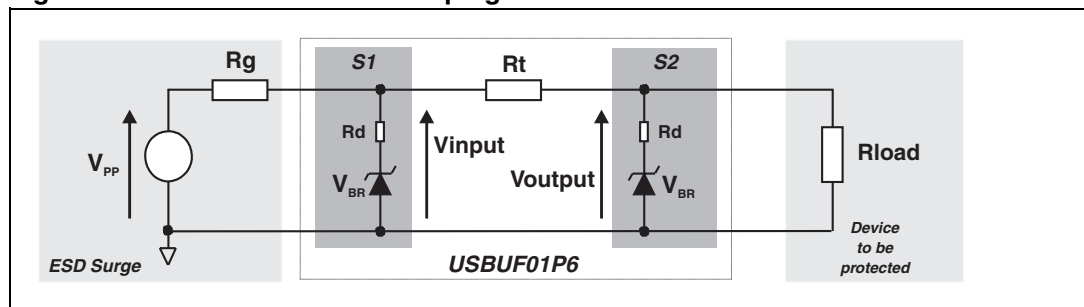 Rg
S1
Rt
S2
Rd
Vinput
Rd
V_PP
V_BR
Voutput
V_BR
Rload
ESD Surge
USBUF01P6
Device
to be
protected